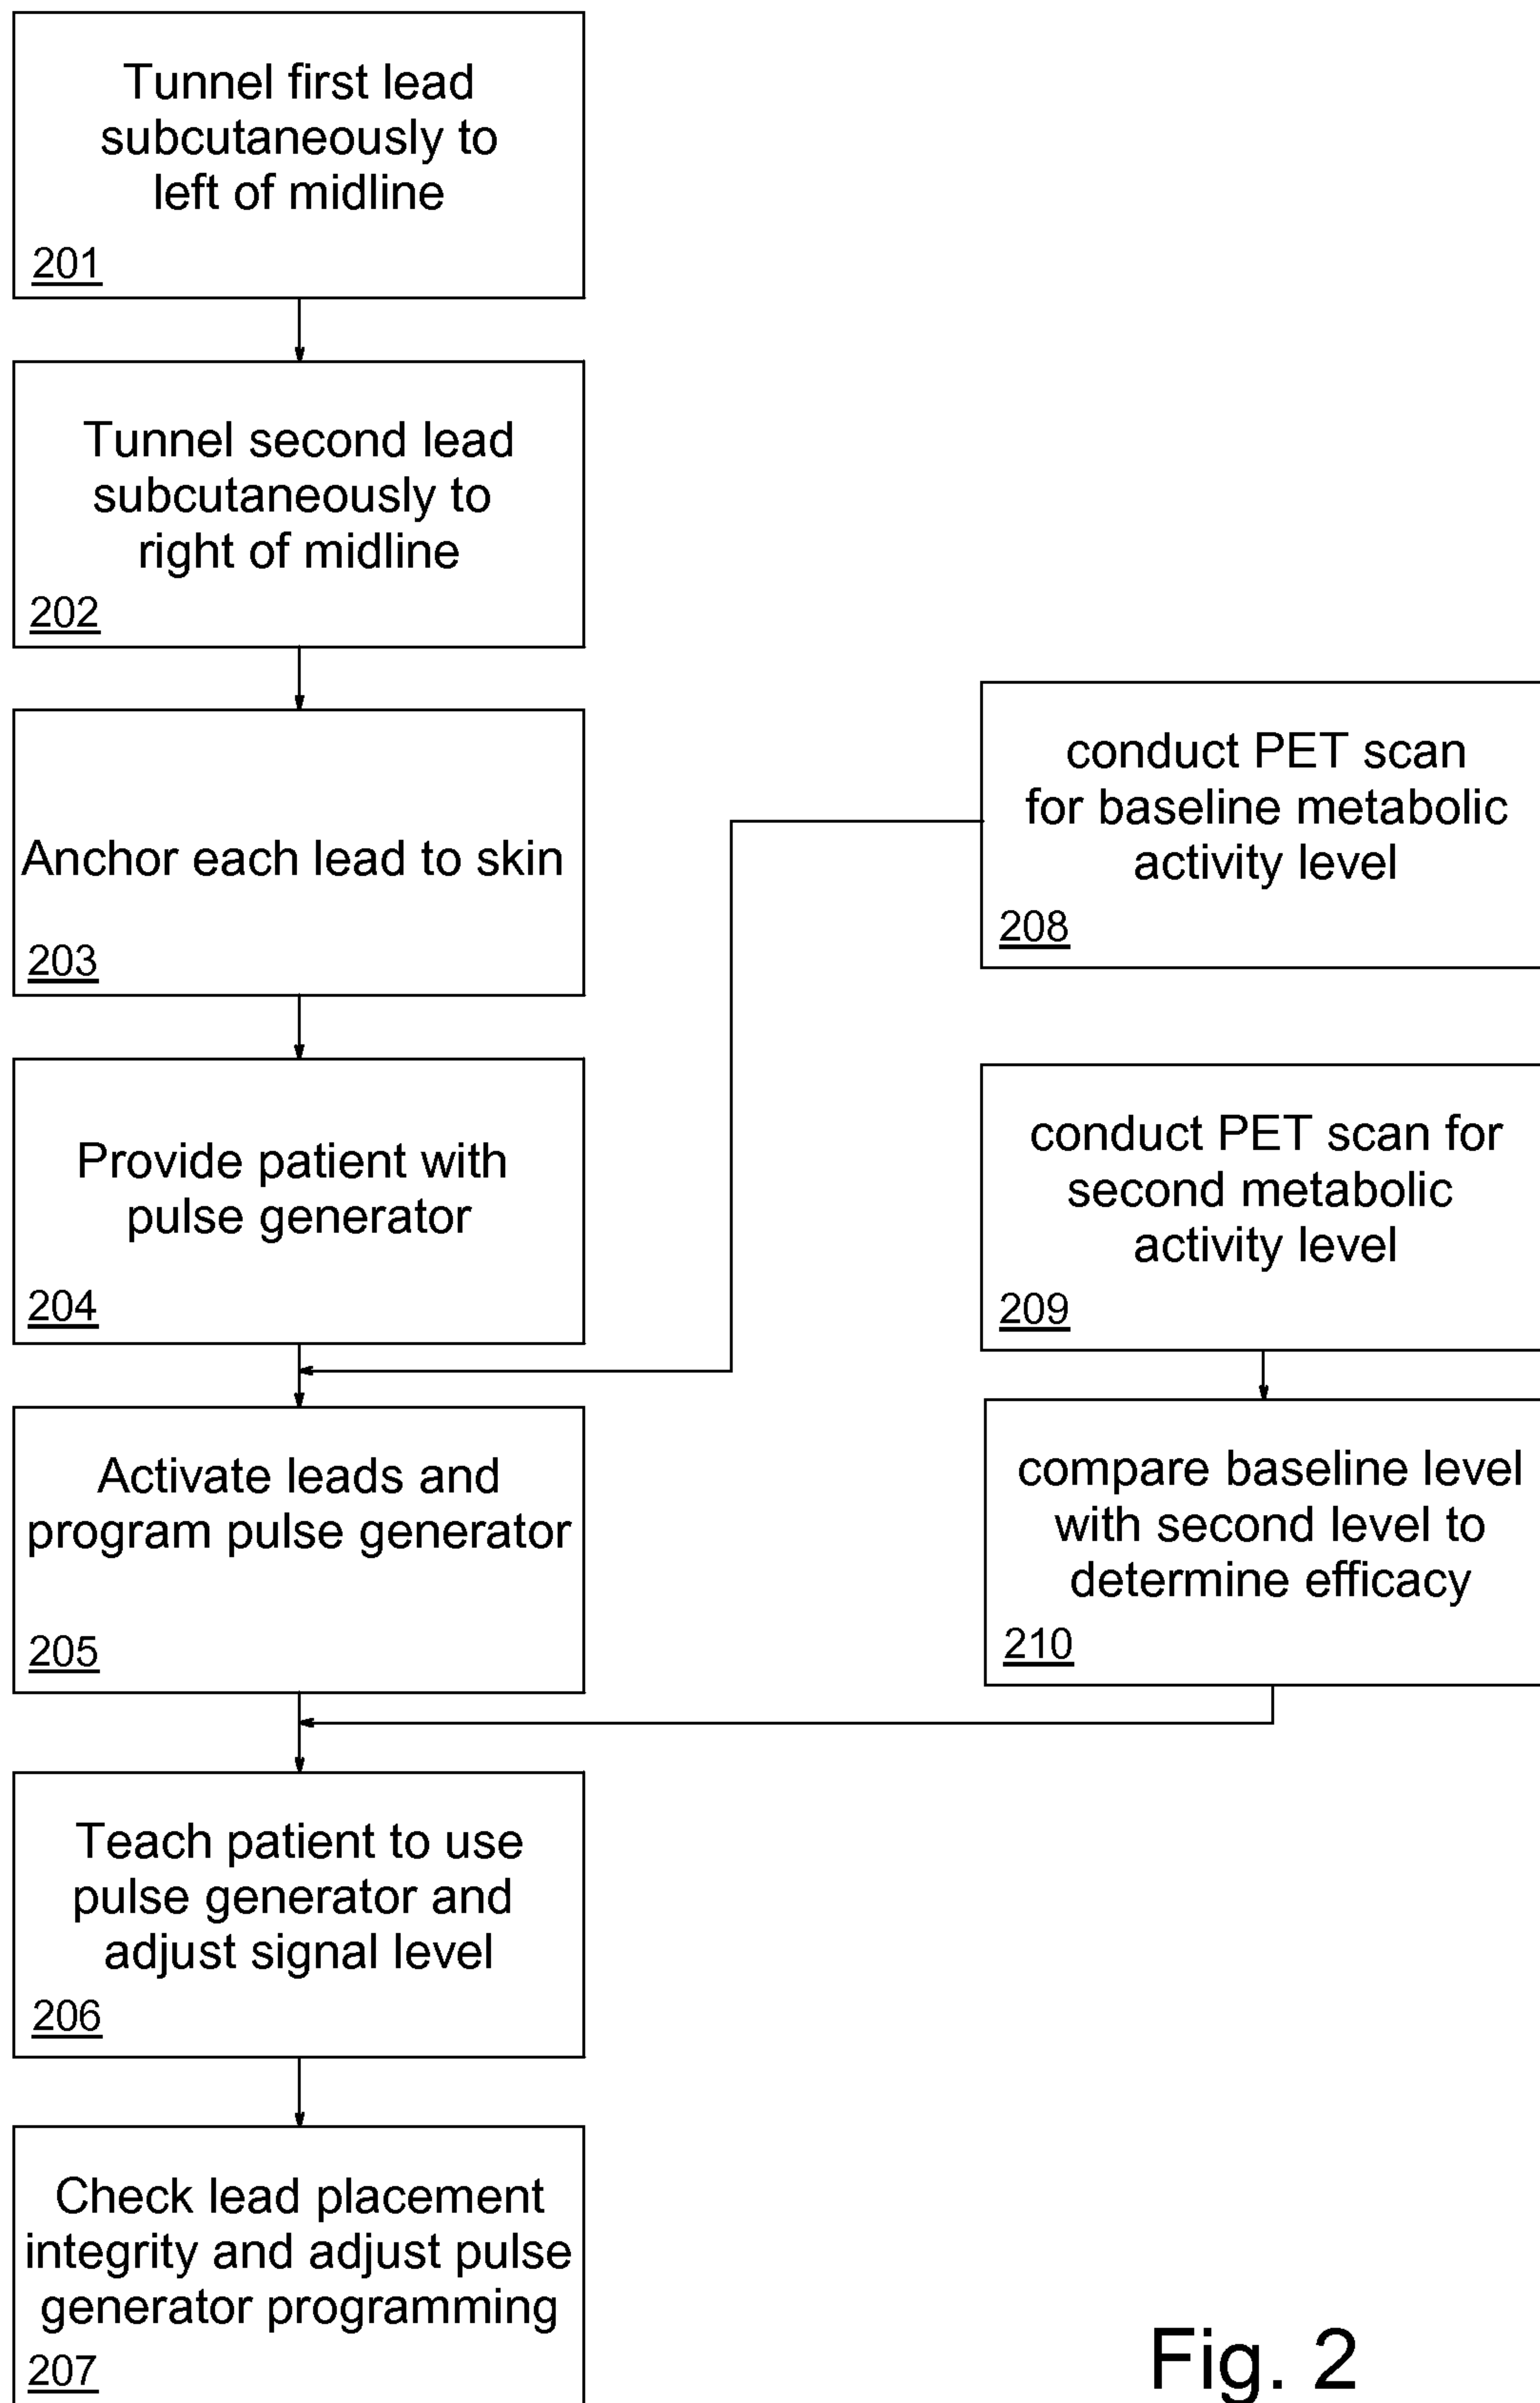 Tunnel first lead
subcutaneously to
left of midline
201
Tunnel second lead
subcutaneously to
right of midline
202
Anchor each lead to skin
203
Provide patient with
pulse generator
204
Activate leads and
program pulse generator
205
Teach patient to use
pulse generator and
adjust signal level
206
Check lead placement
integrity and adjust pulse
generator programming
207
conduct PET scan
for baseline metabolic
activity level
208
conduct PET scan for
second metabolic
activity level
209
compare baseline level
with second level to
determine efficacy
210
Fig. 2